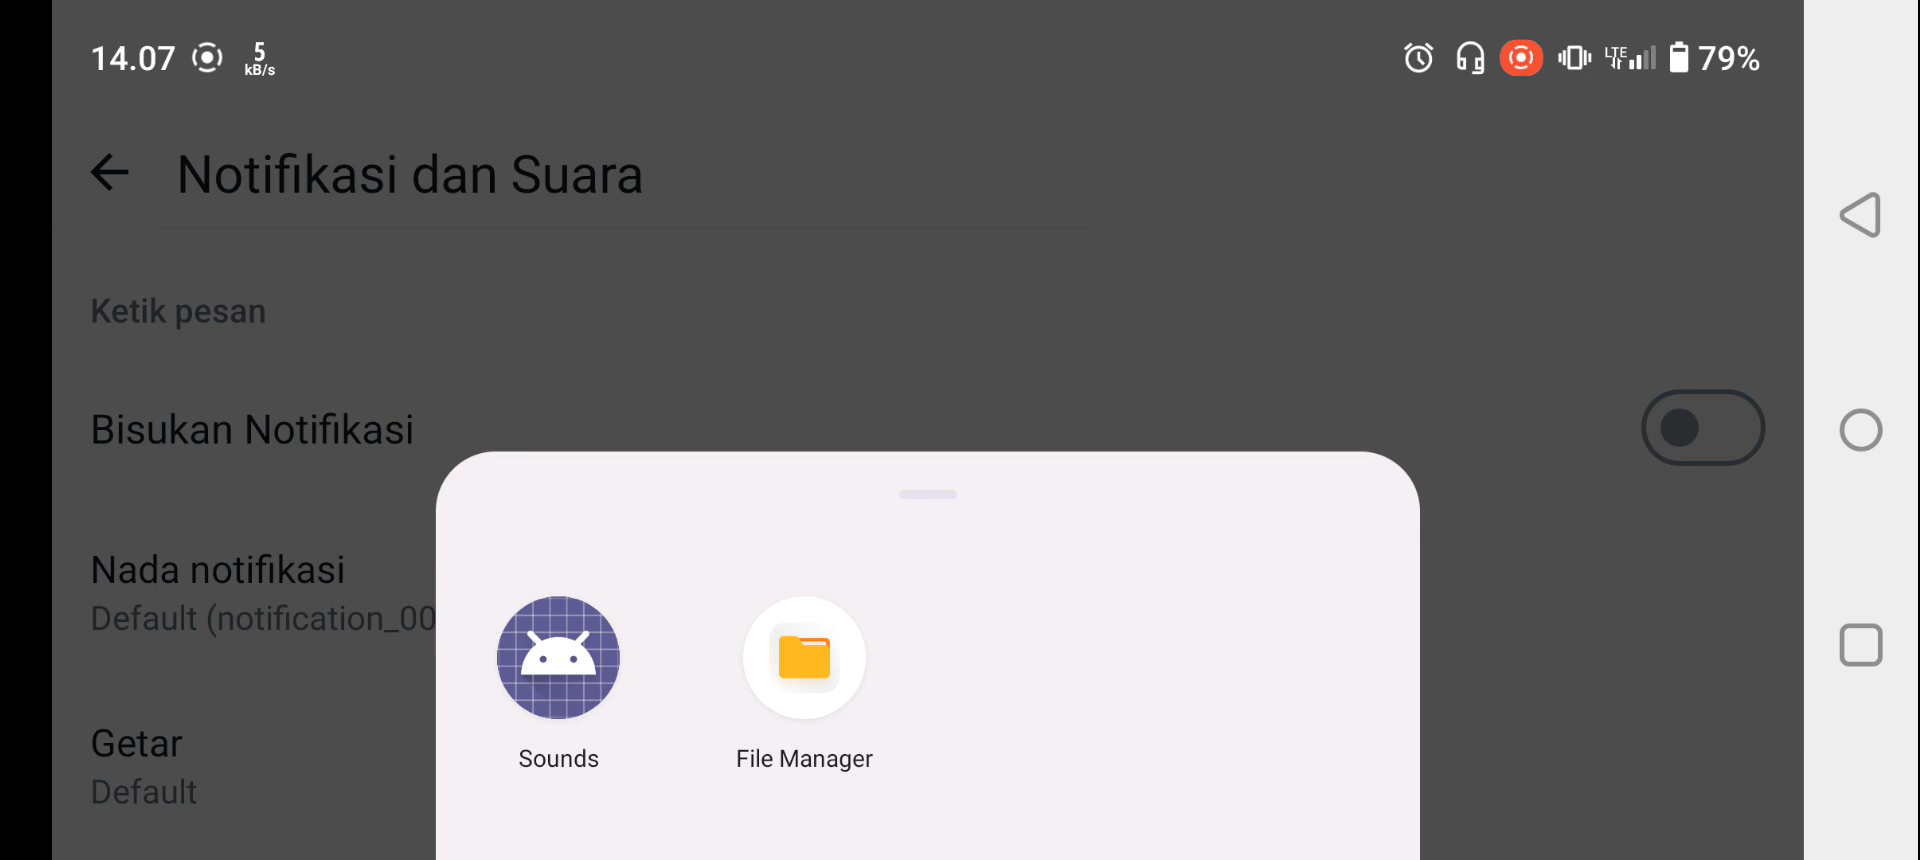 14.07 5 kB/s LTE 79%
Notifikasi dan Suara
Ketik pesan
Bisukan Notifikasi
Nada notifikasi
Default (notification_00
Getar
Default
Sounds
File Manager